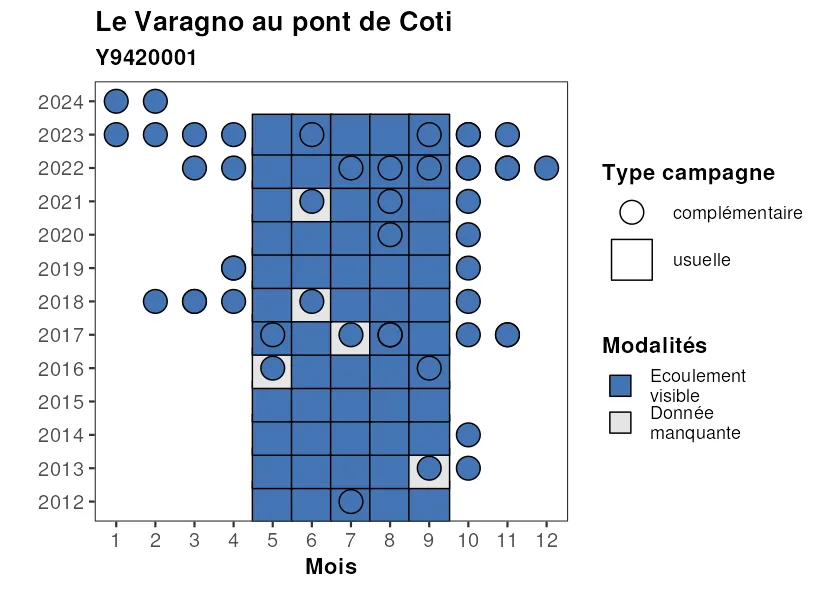 Le Varagno au pont de Coti
Y9420001
2024
2023
2022
2021
2020
2019
2018
2017
2016
2015
2014
2013
2012
1 2 3 4 5 6 7 8 9 10 11 12
Mois
Type campagne
complémentaire
usuelle
Modalités
Ecoulement
visible
Donnée
manquante